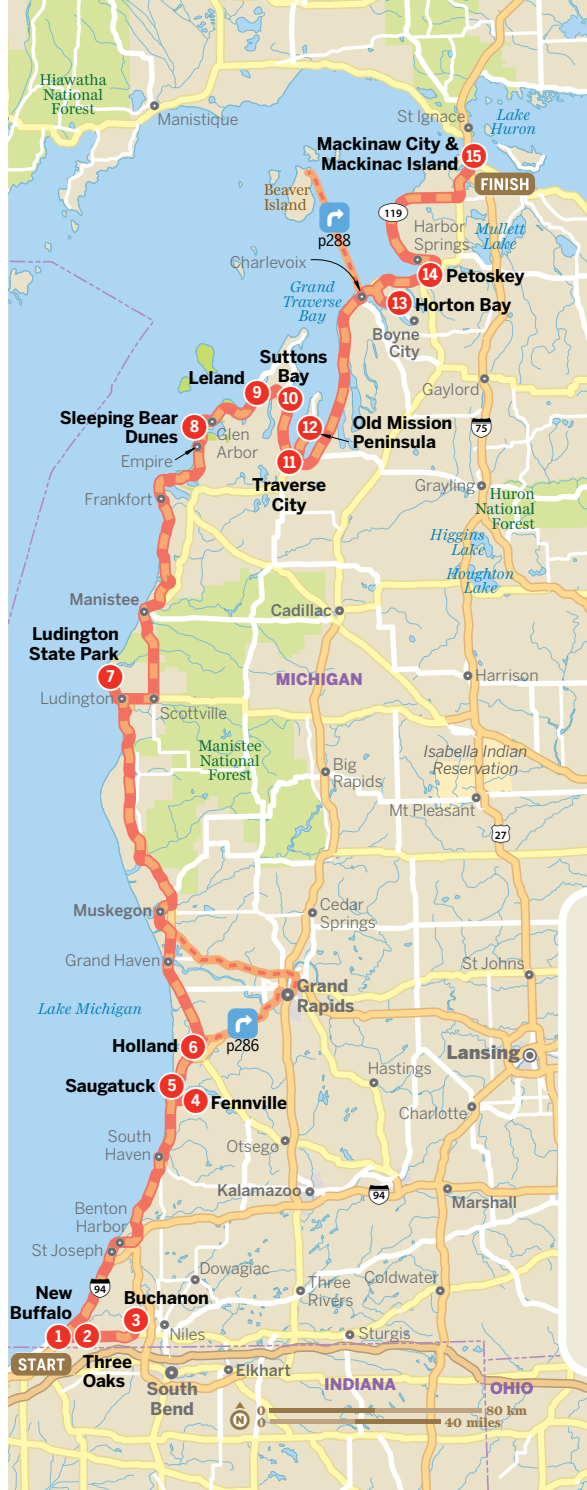 Hiawatha
National
Forest
Manistique
St Ignace
Lake
Huron
Mackinaw City &
Mackinac Island
15
FINISH
Beaver
Island
p288
119
Harbor
Springs
Mullett
Lake
Charlevoix
14
Petoskey
Grand
Traverse
Bay
13
Horton Bay
Boyne
City
Suttons
Bay
Leland
9
10
Gaylord
Sleeping Bear
Dunes
8
Glen
Arbor
12
Old Mission
Peninsula
75
Empire
11
Traverse
City
Frankfort
Grayling
Huron
National
Forest
Higgins
Lake
Houghton
Lake
Manistee
Cadillac
Ludington
State Park
7
MICHIGAN
Harrison
Ludington
Scottville
Manistee
National
Forest
Isabella Indian
Reservation
Big
Rapids
Mt Pleasant
27
Muskegon
Cedar
Springs
Grand Haven
St Johns
Grand
Rapids
Lake Michigan
p286
Holland
6
Lansing
Saugatuck
5
4
Fennville
Hastings
Charlotte
South
Haven
Otsego
Kalamazoo
94
Marshall
Benton
Harbor
St Joseph
Dowagiac
94
Three
Rivers
Coldwater
New
Buffalo
Buchanon
1
2
3
Niles
Sturgis
START
Three
Oaks
South
Bend
Elkhart
INDIANA
OHIO
N
0
80 km
0
40 miles